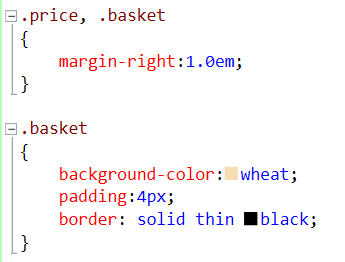 .price, .basket
{
margin-right:1.0em;
}
.basket
{
background-color:wheat;
padding:4px;
border: solid thin black;
}